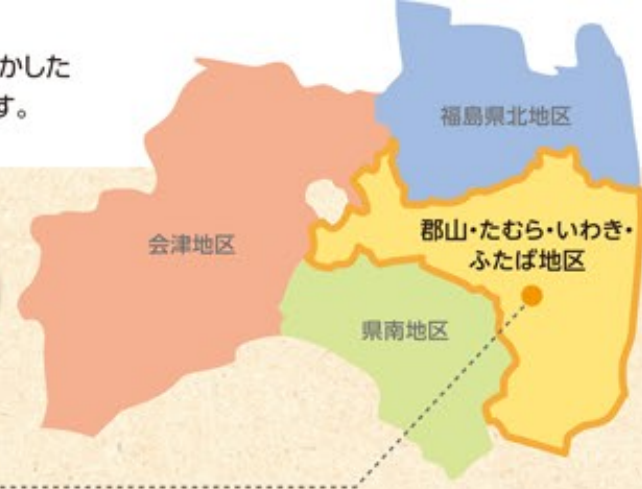 かした
す。
福島県北地区
会津地区
郡山・たむら・いわき・
ふたば地区
県南地区